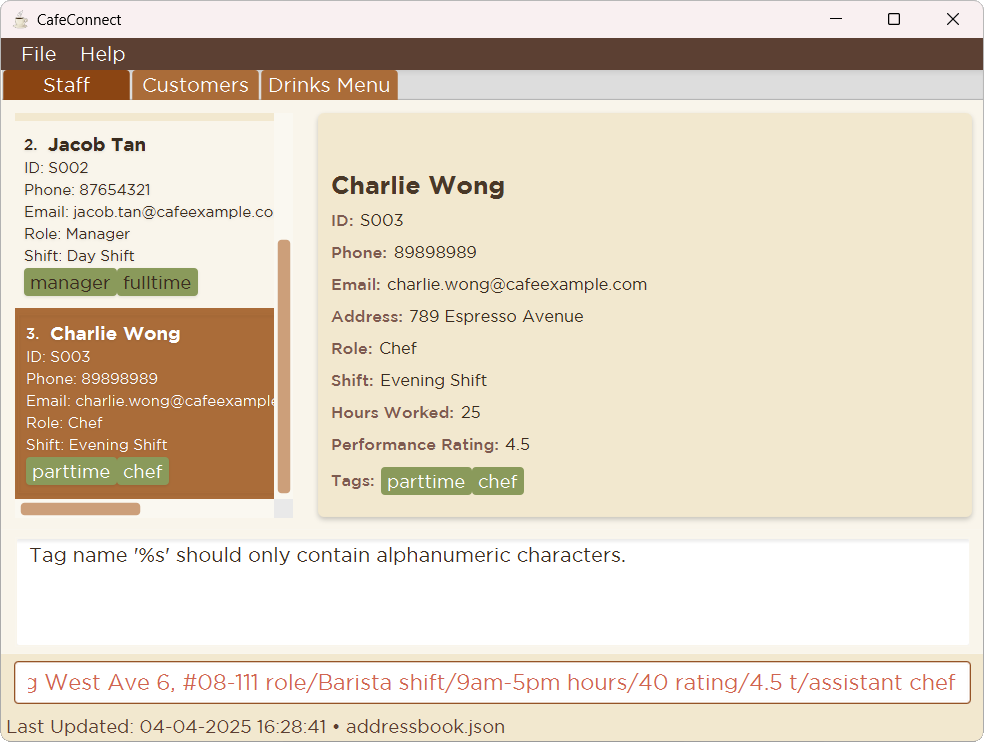 CafeConnect
File Help
Staff Customers Drinks Menu
2. Jacob Tan
ID: S002
Phone: 87654321
Email: jacob.tan@cafeexample.co
Role: Manager
Shift: Day Shift
manager fulltime
3. Charlie Wong
ID: S003
Phone: 89898989
Email: charlie.wong@cafeexample
Role: Chef
Shift: Evening Shift
parttime chef
Charlie Wong
ID: S003
Phone: 89898989
Email: charlie.wong@cafeexample.com
Address: 789 Espresso Avenue
Role: Chef
Shift: Evening Shift
Hours Worked: 25
Performance Rating: 4.5
Tags: parttime chef
Tag name '%s' should only contain alphanumeric characters.
g West Ave 6, #08-111 role/Barista shift/9am-5pm hours/40 rating/4.5 t/assistant chef
Last Updated: 04-04-2025 16:28:41 • addressbook.json